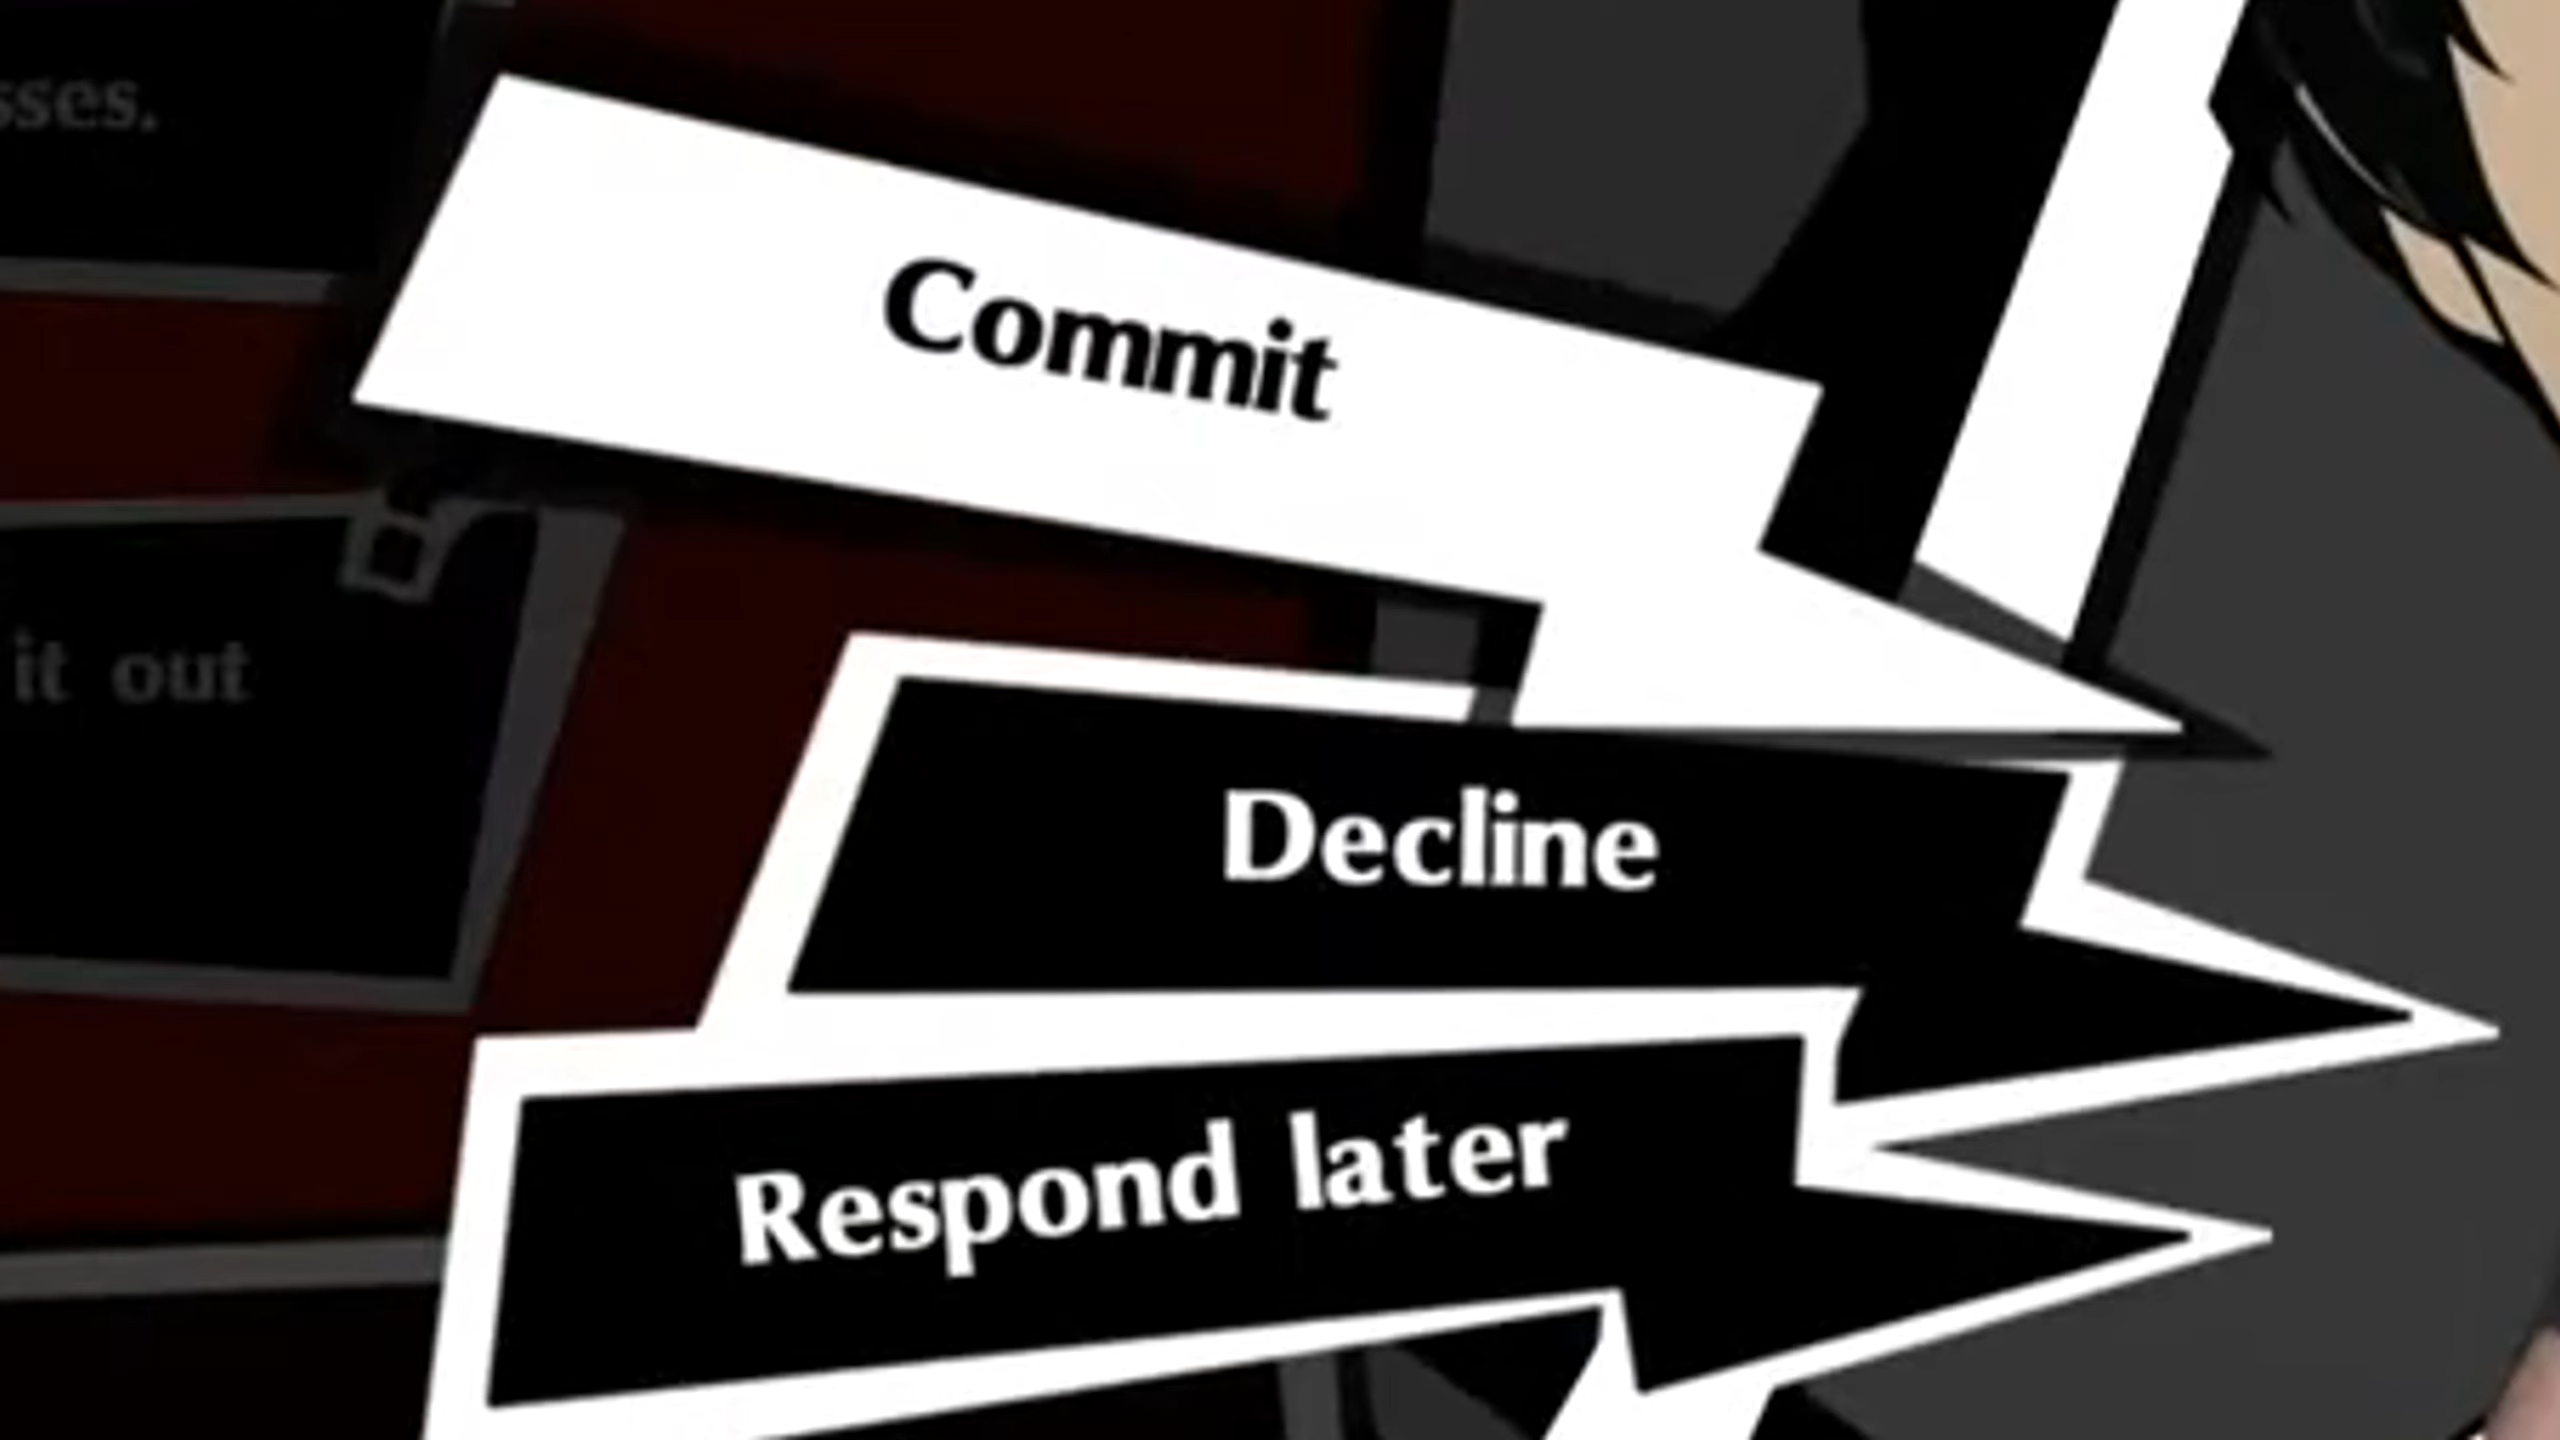 sses.
Commit
it out
Decline
Respond later